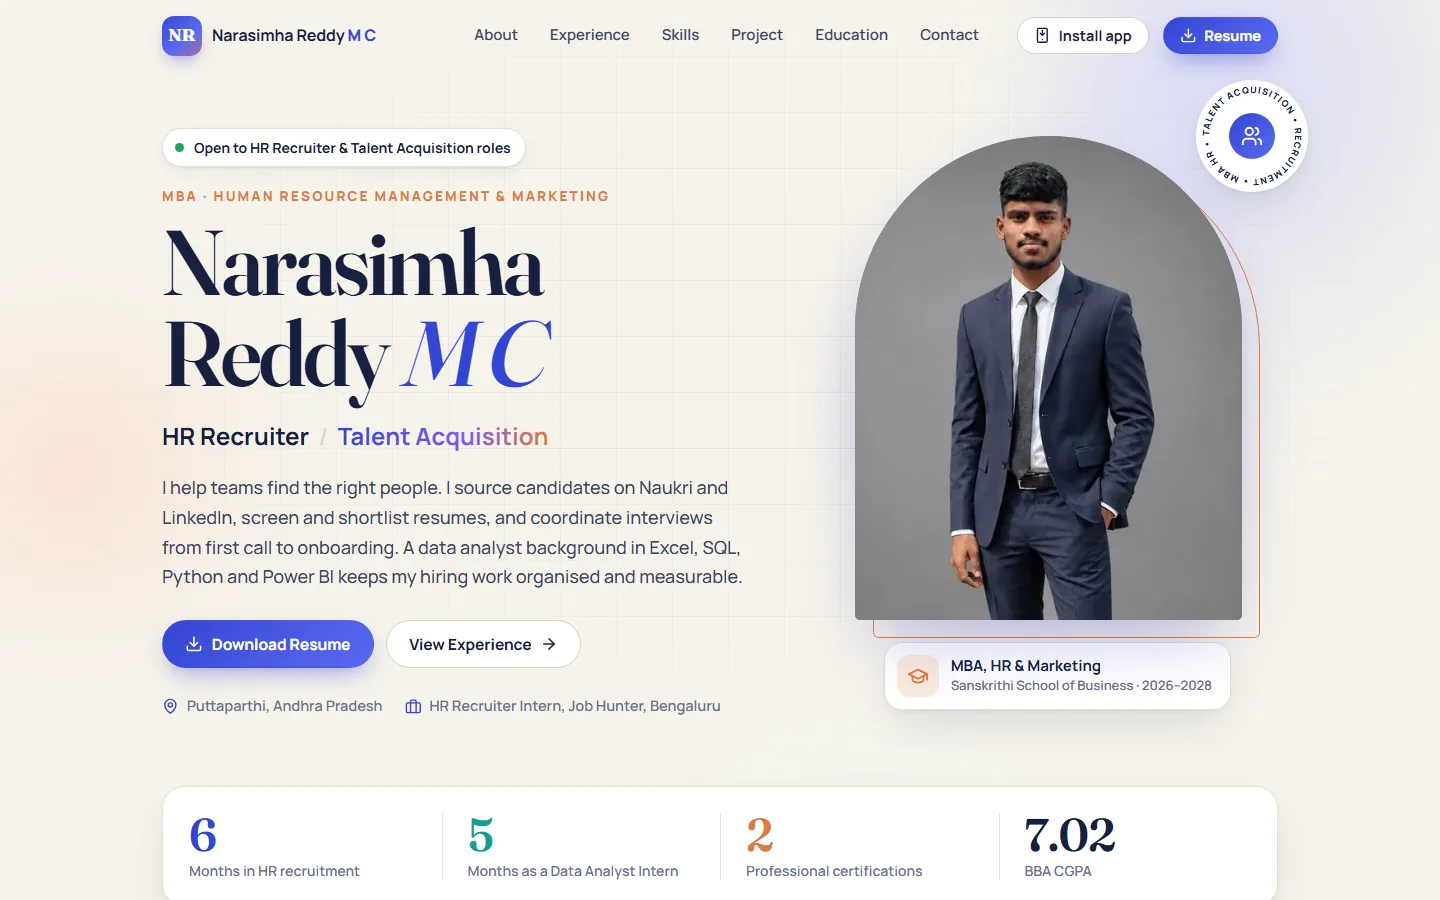 NR Narasimha Reddy M C
About Experience Skills Project Education Contact Install app Resume
TALENT ACQUISITION • RECRUITMENT • MBA HR •
Open to HR Recruiter & Talent Acquisition roles
MBA · HUMAN RESOURCE MANAGEMENT & MARKETING
Narasimha
Reddy M C
HR Recruiter / Talent Acquisition
I help teams find the right people. I source candidates on Naukri and
LinkedIn, screen and shortlist resumes, and coordinate interviews
from first call to onboarding. A data analyst background in Excel, SQL,
Python and Power BI keeps my hiring work organised and measurable.
Download Resume View Experience →
Puttaparthi, Andhra Pradesh HR Recruiter Intern, Job Hunter, Bengaluru
MBA, HR & Marketing
Sanskrithi School of Business · 2026–2028
6
Months in HR recruitment
5
Months as a Data Analyst Intern
2
Professional certifications
7.02
BBA CGPA